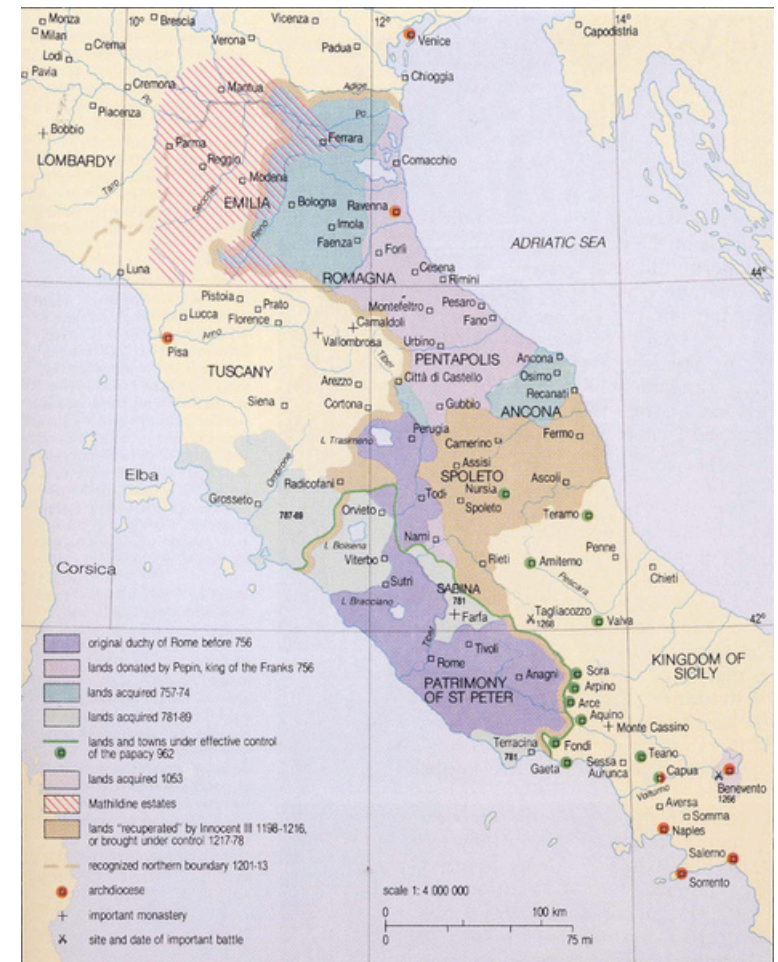 Monza
10°
Brescia
Vicenza
12°
14°
Milan
Crema
Verona
Padua
Venice
Capodistria
Lodi
Pavia
Cremona
Mantua
Adige
Chioggia
Po
Piacenza
Po
Bobbio
Parma
Ferrara
LOMBARDY
Reggio
Comacchio
Taro
Secchia
Modena
EMILIA
Bologna
Ravenna
Reno
Imola
Faenza
ADRIATIC SEA
Forlì
Luna
Cesena
44°
ROMAGNA
Rimini
Pistoia
Prato
Montefeltro
Pesaro
Lucca
Florence
Camaldoli
Fano
Arno
Vallombrosa
Urbino
Pisa
Tiber
PENTAPOLIS
Ancona
TUSCANY
Arezzo
Città di Castello
Osimo
Recanati
Siena
Cortona
Gubbio
ANCONA
Perugia
Fermo
L Trasimeno
Camerino
Elba
Ombrone
Assisi
SPOLETO
Radicofani
Nursia
Ascoli
Grosseto
787-89
Orvieto
Todi
Spoleto
Teramo
L Bolsena
Narni
Corsica
Viterbo
Rieti
Amiterno
Penne
Pescara
Chieti
Sutri
SABINA
781
L Bracciano
Farfa
Tagliacozzo
1268
Valva
42°
Tiber
Tivoli
Rome
KINGDOM OF
SICILY
PATRIMONY
OF ST PETER
Anagni
Sora
Arpino
Arce
Aquino
Monte Cassino
Terracina
781
Fondi
Gaeta
Sessa
Aurunca
Teano
Capua
Benevento
1266
Volturno
Aversa
Somma
Naples
Salerno
Sorrento
original duchy of Rome before 756
lands donated by Pepin, king of the Franks 756
lands acquired 757-74
lands acquired 781-89
lands and towns under effective control
of the papacy 962
lands acquired 1053
Mathildine estates
lands "recuperated" by Innocent III 1198-1216,
or brought under control 1217-78
recognized northern boundary 1201-13
archdiocese
important monastery
site and date of important battle
scale 1: 4 000 000
0
100 km
0
75 mi